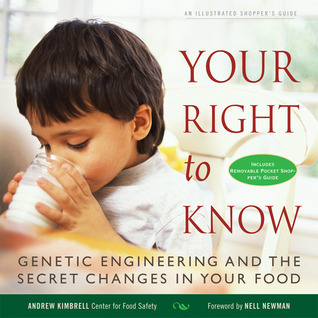 AN ILLUSTRATED SHOPPER'S GUIDE
YOUR
RIGHT
to
KNOW
INCLUDES
REMOVABLE POCKET SHOP-
PER'S GUIDE
GENETIC ENGINEERING AND THE
SECRET CHANGES IN YOUR FOOD
ANDREW KIMBRELL Center for Food Safety
Foreword by NELL NEWMAN